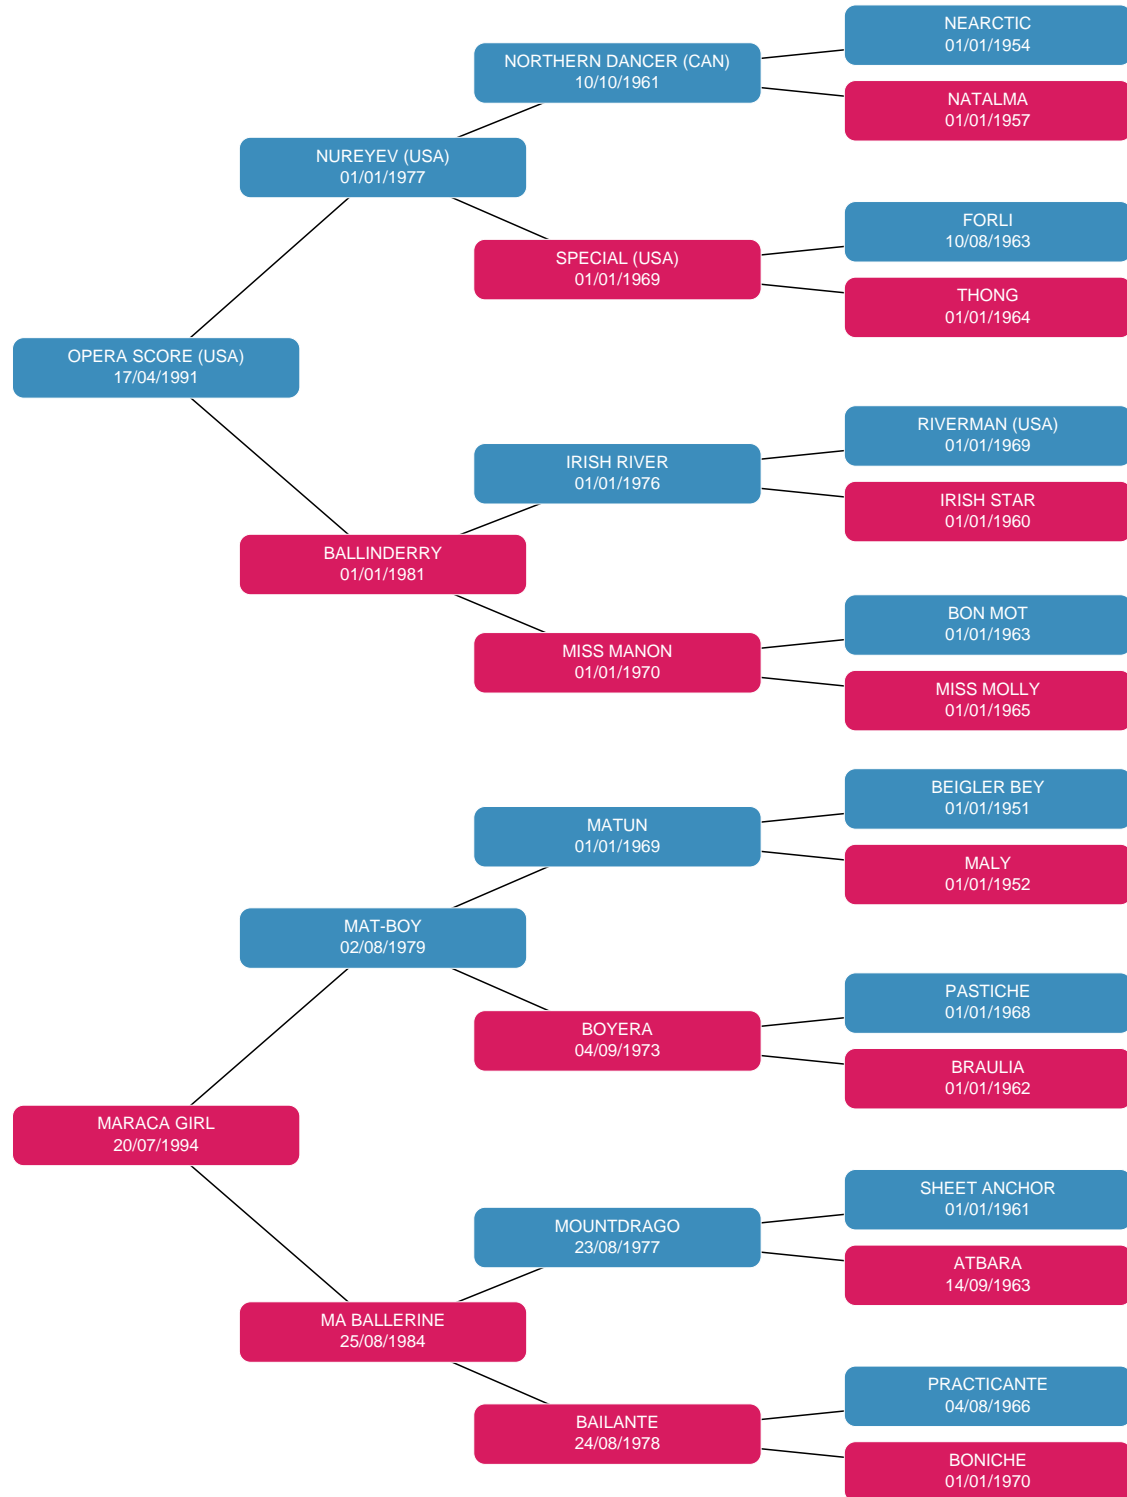 NEARCTIC
01/01/1954
NORTHERN DANCER (CAN)
10/10/1961
NATALMA
01/01/1957
NUREYEV (USA)
01/01/1977
FORLI
10/08/1963
SPECIAL (USA)
01/01/1969
THONG
01/01/1964
OPERA SCORE (USA)
17/04/1991
RIVERMAN (USA)
01/01/1969
IRISH RIVER
01/01/1976
IRISH STAR
01/01/1960
BALLINDERRY
01/01/1981
BON MOT
01/01/1963
MISS MANON
01/01/1970
MISS MOLLY
01/01/1965
BEIGLER BEY
01/01/1951
MATUN
01/01/1969
MALY
01/01/1952
MAT-BOY
02/08/1979
PASTICHE
01/01/1968
BOYERA
04/09/1973
BRAULIA
01/01/1962
MARACA GIRL
20/07/1994
SHEET ANCHOR
01/01/1961
MOUNTDRAGO
23/08/1977
ATBARA
14/09/1963
MA BALLERINE
25/08/1984
PRACTICANTE
04/08/1966
BAILANTE
24/08/1978
BONICHE
01/01/1970